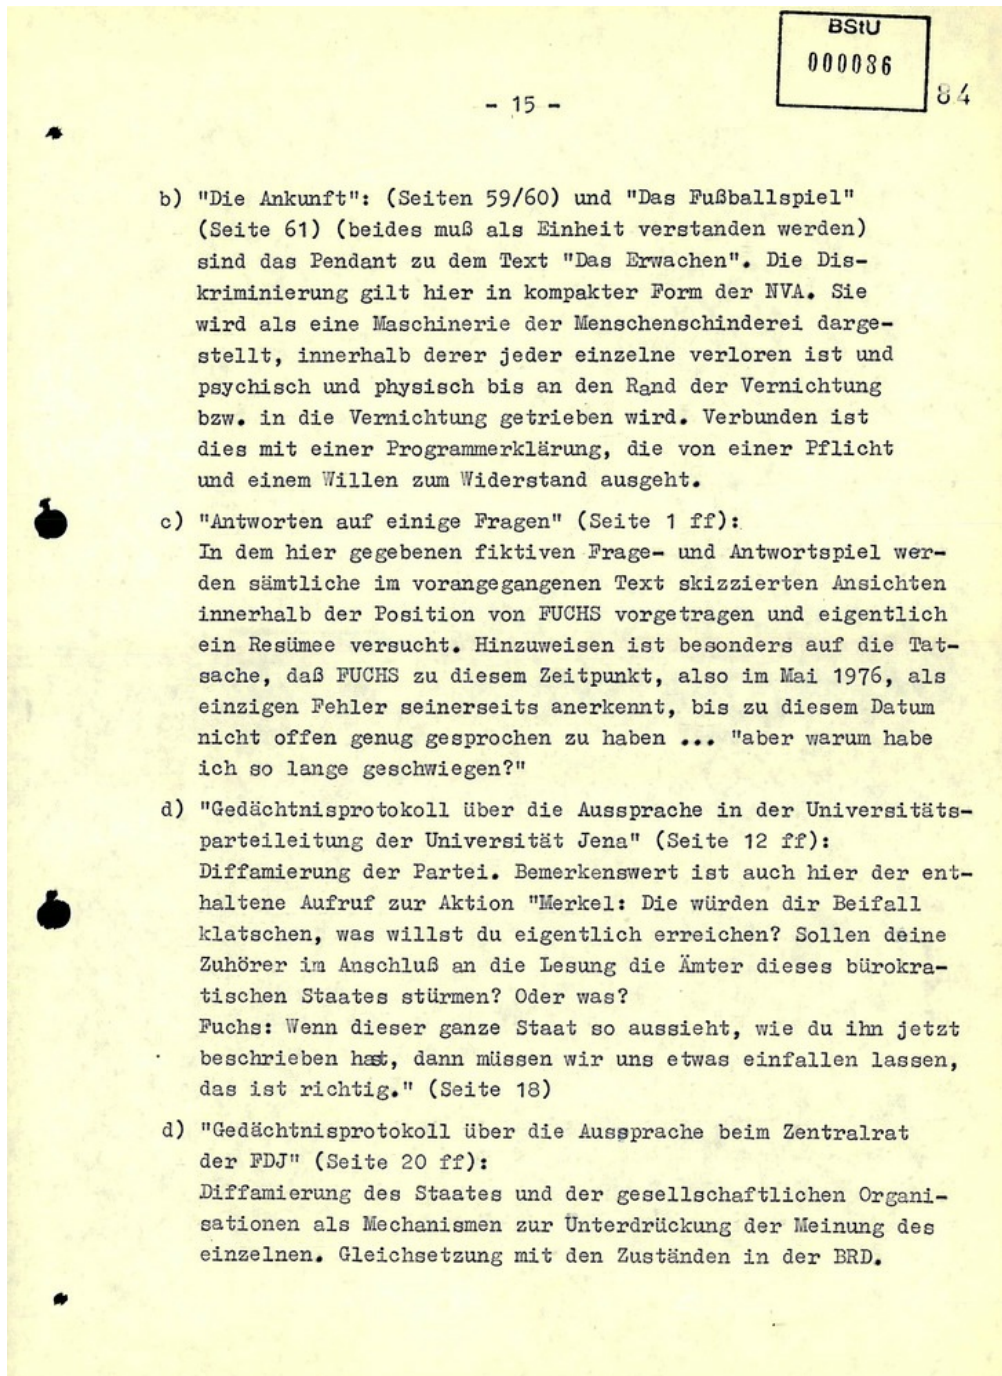 BStU
000086
84
- 15 -
b) "Die Ankunft": (Seiten 59/60) und "Das Fußballspiel"
(Seite 61) (beides muß als Einheit verstanden werden)
sind das Pendant zu dem Text "Das Erwachen". Die Dis-
kriminierung gilt hier in kompakter Form der NVA. Sie
wird als eine Maschinerie der Menschenschinderei darge-
stellt, innerhalb derer jeder einzelne verloren ist und
psychisch und physisch bis an den Rand der Vernichtung
bzw. in die Vernichtung getrieben wird. Verbunden ist
dies mit einer Programmerklärung, die von einer Pflicht
und einem Willen zum Widerstand ausgeht.
c) "Antworten auf einige Fragen" (Seite 1 ff):
In dem hier gegebenen fiktiven Frage- und Antwortspiel wer-
den sämtliche im vorangegangenen Text skizzierten Ansichten
innerhalb der Position von FUCHS vorgetragen und eigentlich
ein Resümee versucht. Hinzuweisen ist besonders auf die Tat-
sache, daß FUCHS zu diesem Zeitpunkt, also im Mai 1976, als
einzigen Fehler seinerseits anerkennt, bis zu diesem Datum
nicht offen genug gesprochen zu haben ... "aber warum habe
ich so lange geschwiegen?"
d) "Gedächtnisprotokoll über die Aussprache in der Universitäts-
parteileitung der Universität Jena" (Seite 12 ff):
Diffamierung der Partei. Bemerkenswert ist auch hier der ent-
haltene Aufruf zur Aktion "Merkel: Die würden dir Beifall
klatschen, was willst du eigentlich erreichen? Sollen deine
Zuhörer im Anschluß an die Lesung die Ämter dieses bürokra-
tischen Staates stürmen? Oder was?
Fuchs: Wenn dieser ganze Staat so aussieht, wie du ihn jetzt
beschrieben hast, dann müssen wir uns etwas einfallen lassen,
das ist richtig." (Seite 18)
d) "Gedächtnisprotokoll über die Aussprache beim Zentralrat
der FDJ" (Seite 20 ff):
Diffamierung des Staates und der gesellschaftlichen Organi-
sationen als Mechanismen zur Unterdrückung der Meinung des
einzelnen. Gleichsetzung mit den Zuständen in der BRD.